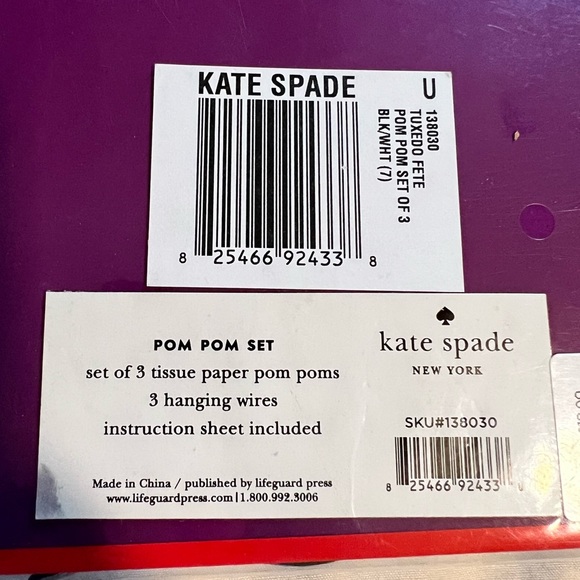 KATE SPADE
U
138030
TUXEDO FETE
POM POM SET OF 3
BLK/WHT (7)
8 25466 92433 8
POM POM SET
set of 3 tissue paper pom poms
3 hanging wires
instruction sheet included
Made in China / published by lifeguard press
www.lifeguardpress.com | 1.800.992.3006
kate spade
NEW YORK
SKU#138030
8 25466 92433